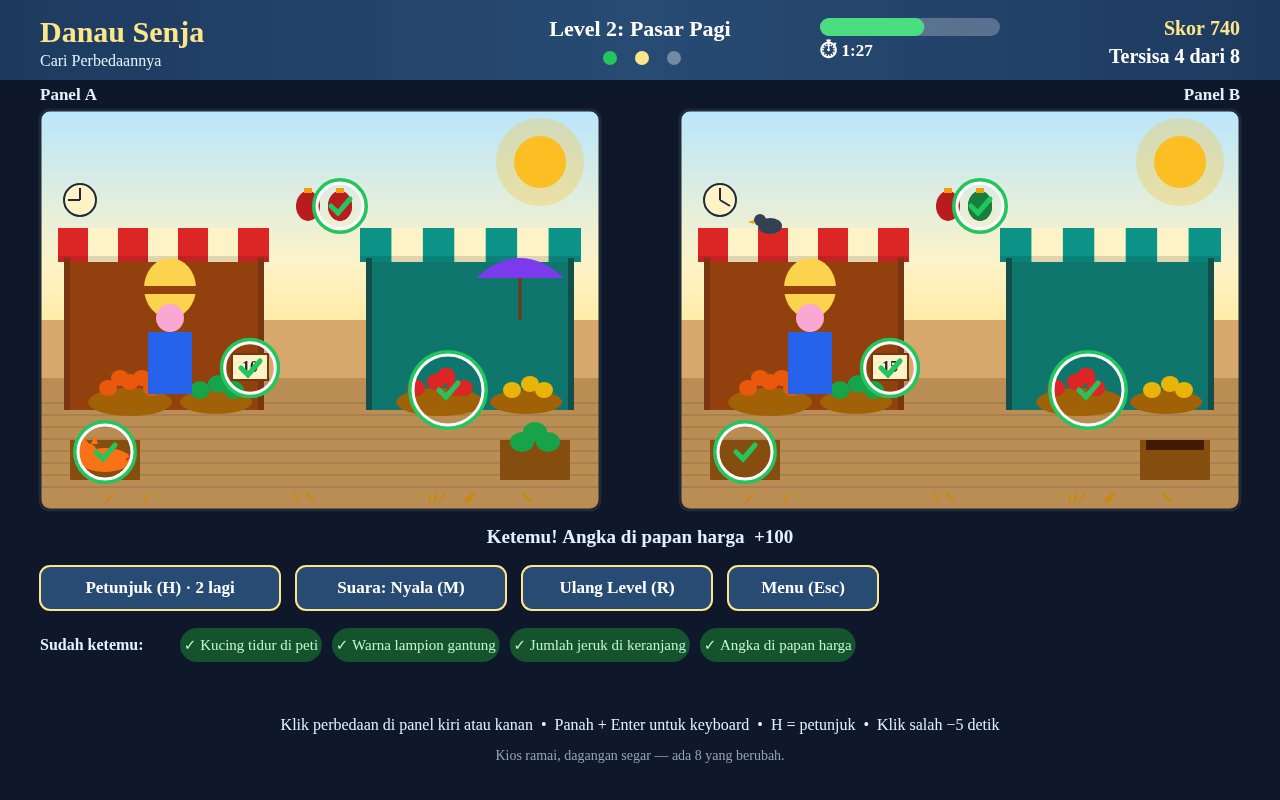 Danau Senja
Cari Perbedaannya
Level 2: Pasar Pagi
⏱ 1:27
Skor 740
Tersisa 4 dari 8
Panel A
Panel B
Ketemu! Angka di papan harga +100
Petunjuk (H) · 2 lagi
Suara: Nyala (M)
Ulang Level (R)
Menu (Esc)
Sudah ketemu:
✓ Kucing tidur di peti
✓ Warna lampion gantung
✓ Jumlah jeruk di keranjang
✓ Angka di papan harga
Klik perbedaan di panel kiri atau kanan • Panah + Enter untuk keyboard • H = petunjuk • Klik salah −5 detik
Kios ramai, dagangan segar — ada 8 yang berubah.